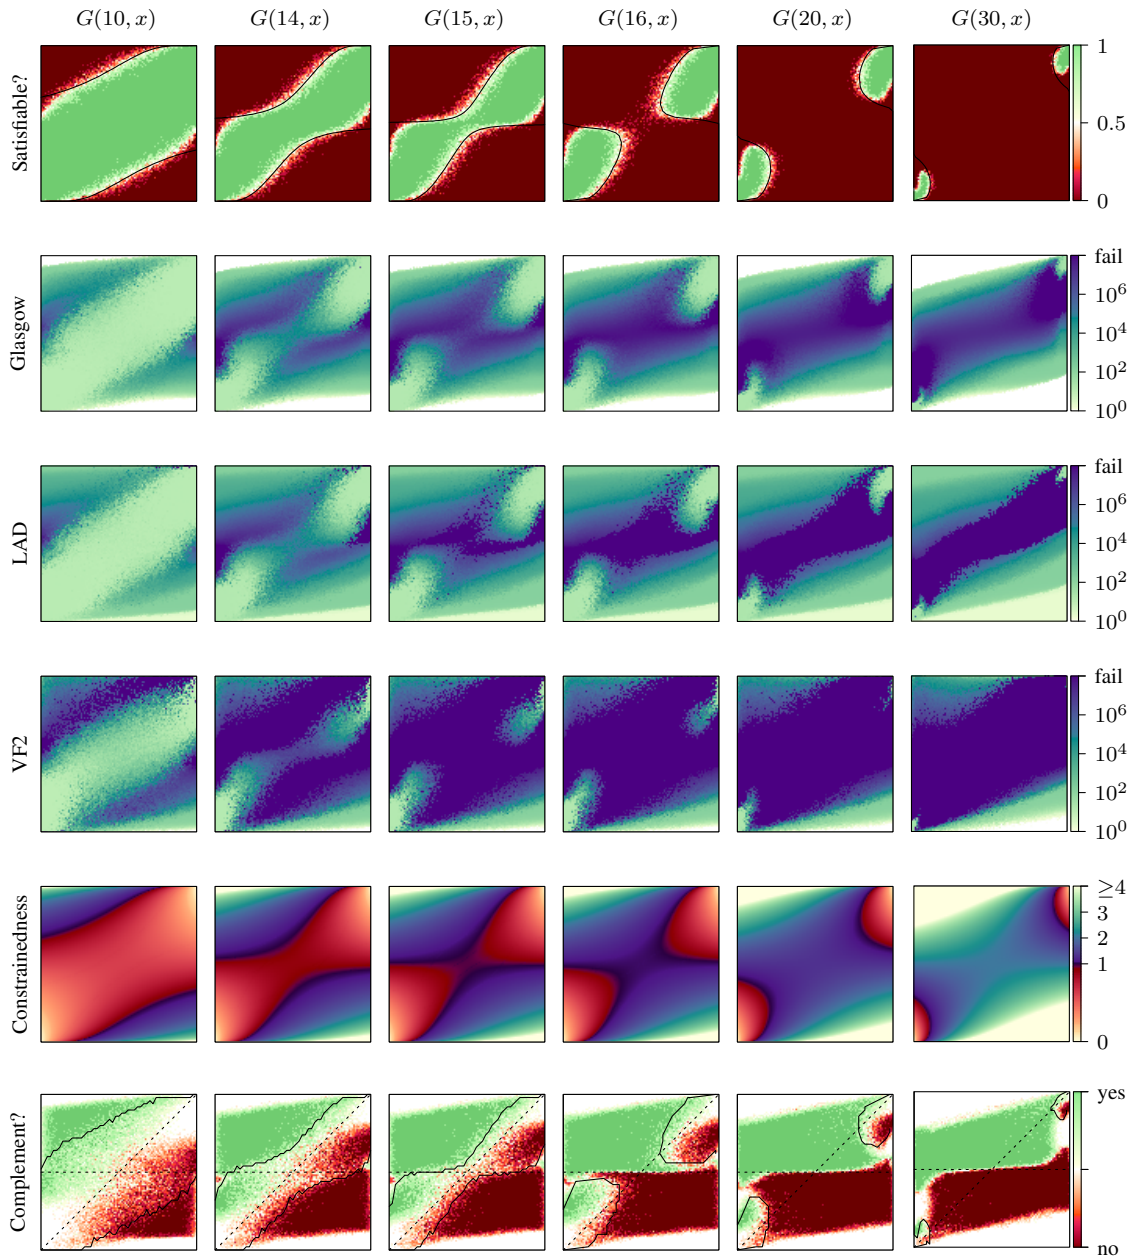 G(10, x) G(14, x) G(15, x) G(16, x) G(20, x) G(30, x)
Satisfiable?
1
0.5
0
Glasgow
fail
10^6
10^4
10^2
10^0
LAD
fail
10^6
10^4
10^2
10^0
VF2
fail
10^6
10^4
10^2
10^0
Constrainedness
≥4
3
2
1
0
Complement?
yes
no